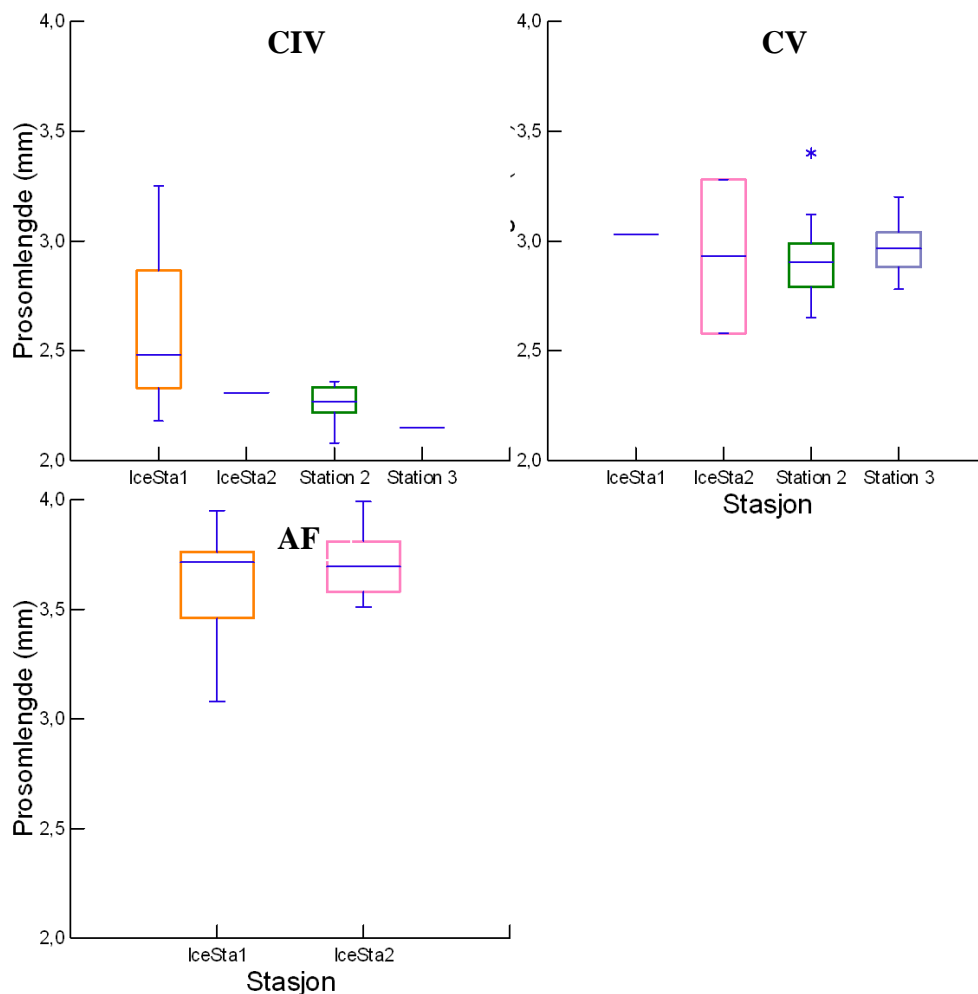 CIV
Prosomlengde (mm)
4,0
3,5
3,0
2,5
2,0
IceSta1 IceSta2 Station 2 Station 3
CV
4,0
3,5
3,0
2,5
2,0
IceSta1 IceSta2 Station 2 Station 3
Stasjon
AF
Prosomlengde (mm)
4,0
3,5
3,0
2,5
2,0
IceSta1 IceSta2
Stasjon